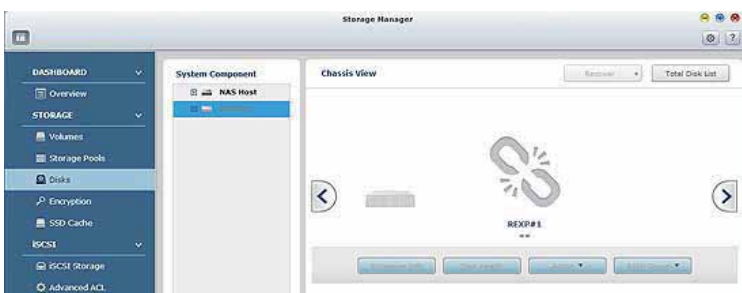 Storage Manager
?
DASHBOARD
Overview
STORAGE
Volumes
Storage Pools
Disks
Encryption
SSD Cache
iSCSI
iSCSI Storage
Advanced ACL
System Component
NAS Host
Chassis View
Recover
Total Disk List
REXP#1
--